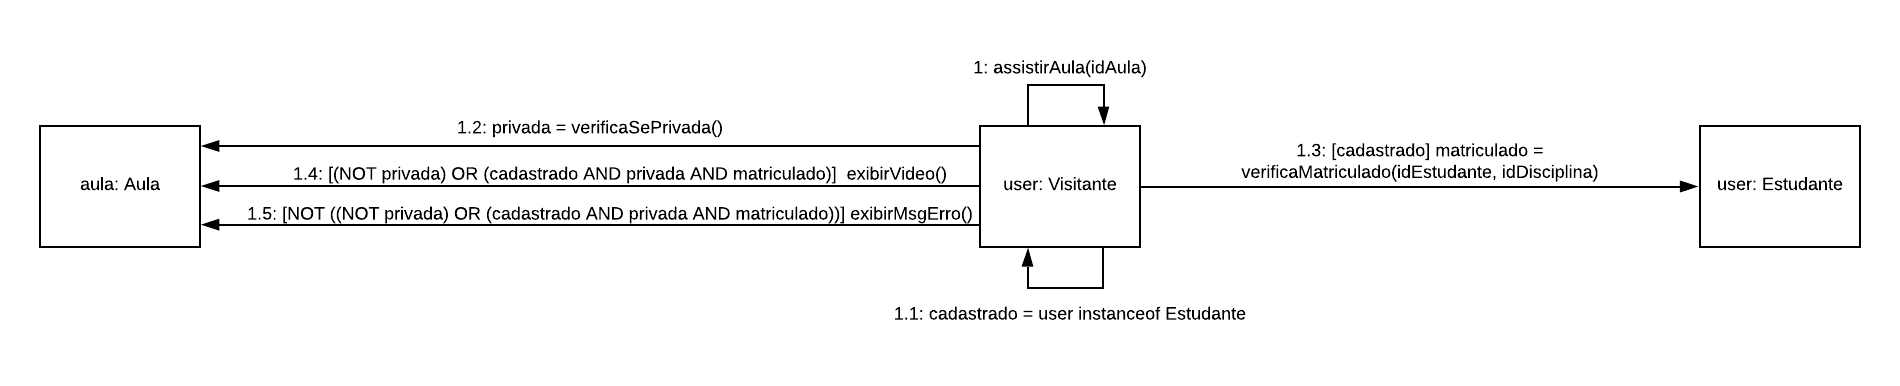 1: assistirAula(idAula)
1.2: privada = verificaSePrivada()
1.3: [cadastrado] matriculado =
verificaMatriculado(idEstudante, idDisciplina)
1.4: [(NOT privada) OR (cadastrado AND privada AND matriculado)]  exibirVideo()
aula: Aula
user: Visitante
user: Estudante
1.5: [NOT ((NOT privada) OR (cadastrado AND privada AND matriculado))] exibirMsgErro()
1.1: cadastrado = user instanceof Estudante